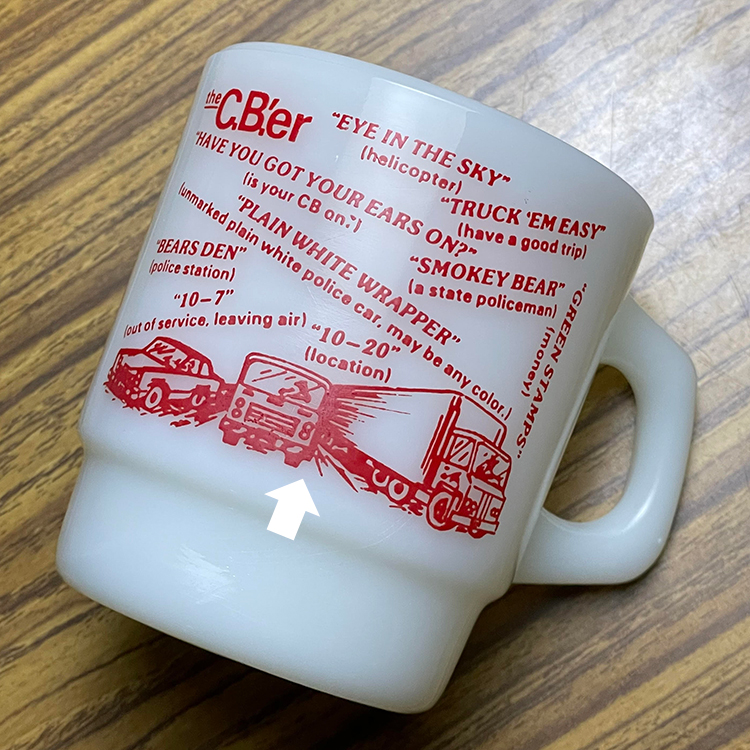 the C.B.'er
"EYE IN THE SKY"
(helicopter)
"HAVE YOU GOT YOUR EARS ON?"
(is your CB on.")
"TRUCK 'EM EASY"
(have a good trip)
"PLAIN WHITE WRAPPER"
(unmarked plain white police car, may be any color.)
"SMOKEY BEAR"
(a state policeman)
"BEARS DEN"
(police station)
"GREEN STAMPS"
(money)
"10-7"
(out of service, leaving air)
"10-20"
(location)